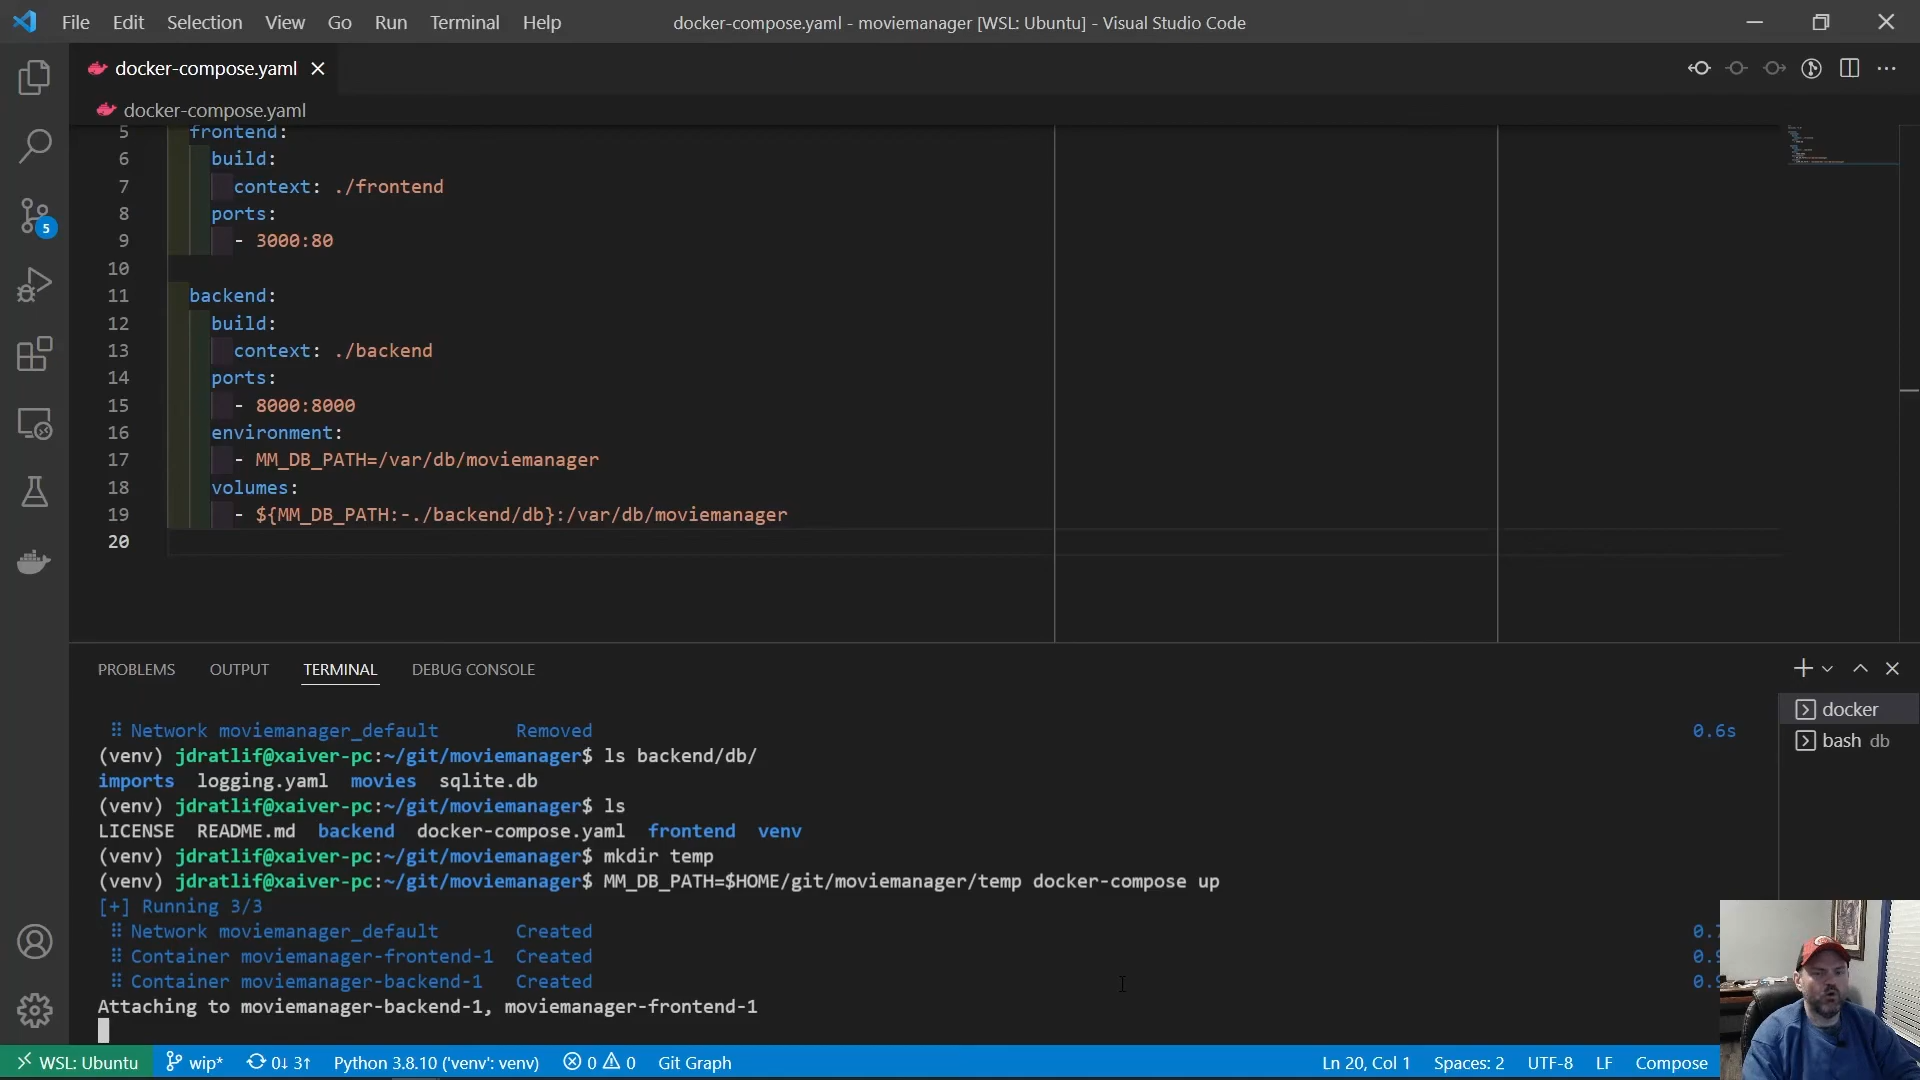 File Edit Selection View Go Run Terminal Help
docker-compose.yaml - moviemanager [WSL: Ubuntu] - Visual Studio Code
docker-compose.yaml
docker-compose.yaml
5 frontend:
6 build:
7 context: ./frontend
8 ports:
9 - 3000:80
10
11 backend:
12 build:
13 context: ./backend
14 ports:
15 - 8000:8000
16 environment:
17 - MM_DB_PATH=/var/db/moviemanager
18 volumes:
19 - ${MM_DB_PATH:-./backend/db}:/var/db/moviemanager
20
5
PROBLEMS OUTPUT TERMINAL DEBUG CONSOLE
docker
bash db
Network moviemanager_default Removed 0.6s
(venv) jdratlif@xaiver-pc:~/git/moviemanager$ ls backend/db/
imports logging.yaml movies sqlite.db
(venv) jdratlif@xaiver-pc:~/git/moviemanager$ ls
LICENSE README.md backend docker-compose.yaml frontend venv
(venv) jdratlif@xaiver-pc:~/git/moviemanager$ mkdir temp
(venv) jdratlif@xaiver-pc:~/git/moviemanager$ MM_DB_PATH=$HOME/git/moviemanager/temp docker-compose up
[+] Running 3/3
Network moviemanager_default Created
Container moviemanager-frontend-1 Created
Container moviemanager-backend-1 Created
Attaching to moviemanager-backend-1, moviemanager-frontend-1
WSL: Ubuntu wip* 0↓ 3↑ Python 3.8.10 ('venv': venv) 0 0 Git Graph Ln 20, Col 1 Spaces: 2 UTF-8 LF Compose